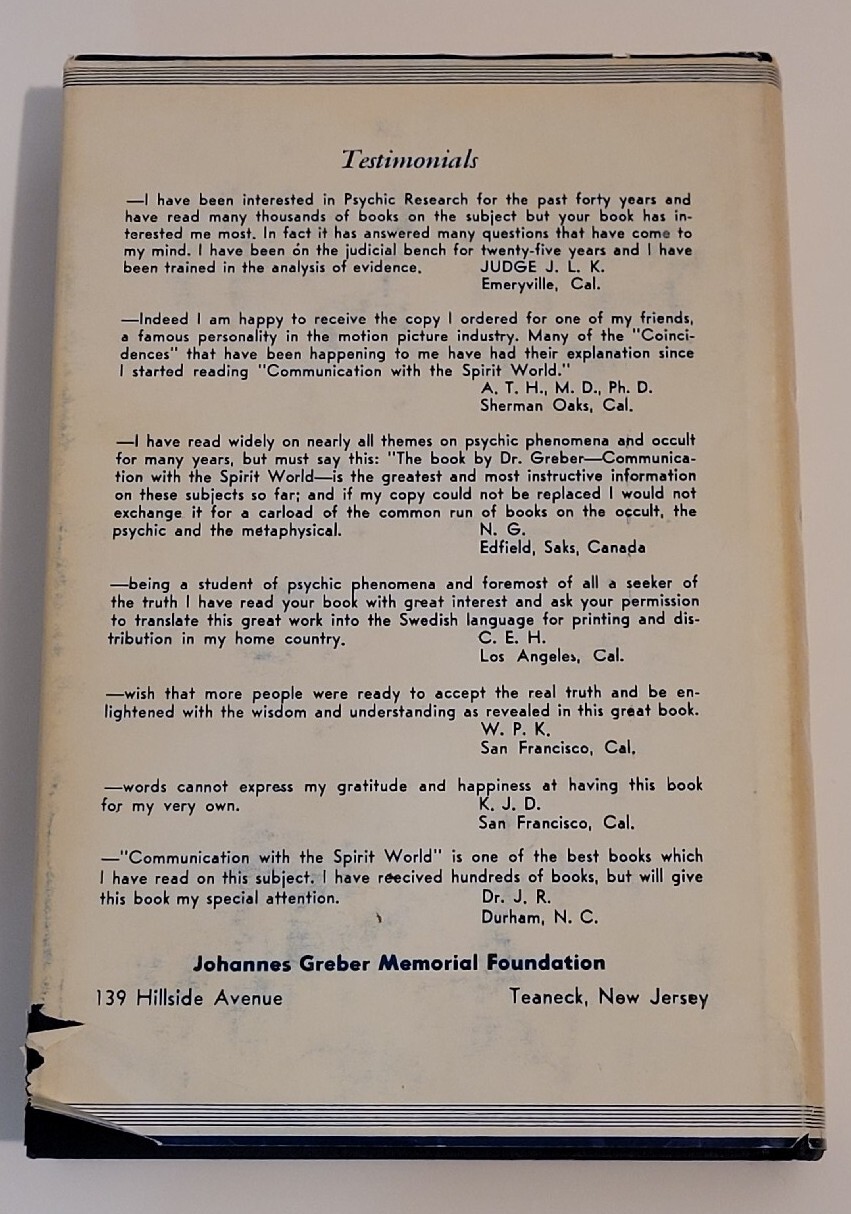 Testimonials
—I have been interested in Psychic Research for the past forty years and
have read many thousands of books on the subject but your book has in-
terested me most. In fact it has answered many questions that have come to
my mind. I have been on the judicial bench for twenty-five years and I have
been trained in the analysis of evidence. JUDGE J. L. K.
Emeryville, Cal.
—Indeed I am happy to receive the copy I ordered for one of my friends,
a famous personality in the motion picture industry. Many of the "Coinci-
dences" that have been happening to me have had their explanation since
I started reading "Communication with the Spirit World."
A. T. H., M. D., Ph. D.
Sherman Oaks, Cal.
—I have read widely on nearly all themes on psychic phenomena and occult
for many years, but must say this: "The book by Dr. Greber—Communica-
tion with the Spirit World—is the greatest and most instructive information
on these subjects so far; and if my copy could not be replaced I would not
exchange it for a carload of the common run of books on the occult, the
psychic and the metaphysical. N. G.
Edfield, Saks, Canada
—being a student of psychic phenomena and foremost of all a seeker of
the truth I have read your book with great interest and ask your permission
to translate this great work into the Swedish language for printing and dis-
tribution in my home country. C. E. H.
Los Angeles, Cal.
—wish that more people were ready to accept the real truth and be en-
lightened with the wisdom and understanding as revealed in this great book.
W. P. K.
San Francisco, Cal.
—words cannot express my gratitude and happiness at having this book
for my very own. K. J. D.
San Francisco, Cal.
—"Communication with the Spirit World" is one of the best books which
I have read on this subject. I have reecived hundreds of books, but will give
this book my special attention. Dr. J. R.
Durham, N. C.
Johannes Greber Memorial Foundation
139 Hillside Avenue Teaneck, New Jersey